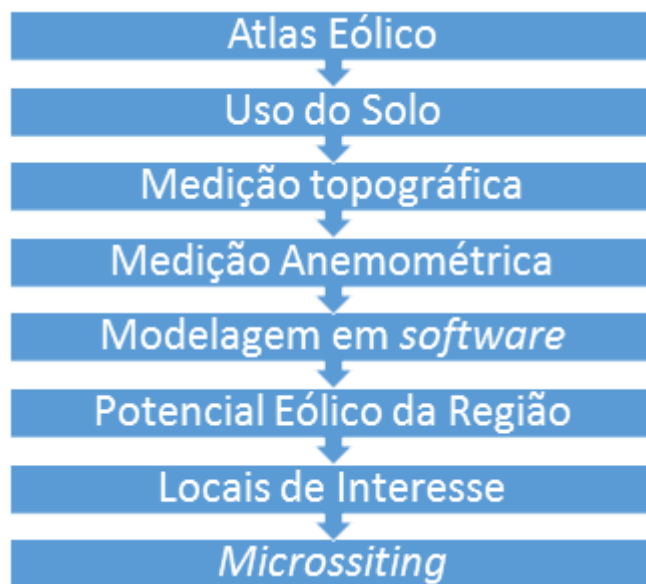 Atlas Eólico
Uso do Solo
Medição topográfica
Medição Anemométrica
Modelagem em software
Potencial Eólico da Região
Locais de Interesse
Microssiting